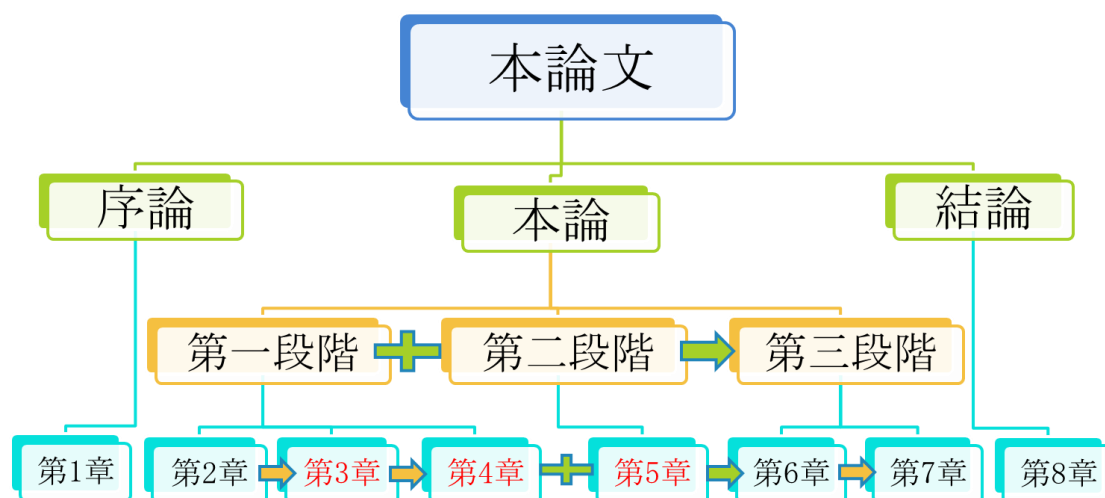 本論文
序論
本論
結論
第一段階
第二段階
第三段階
第1章
第2章
第3章
第4章
第5章
第6章
第7章
第8章